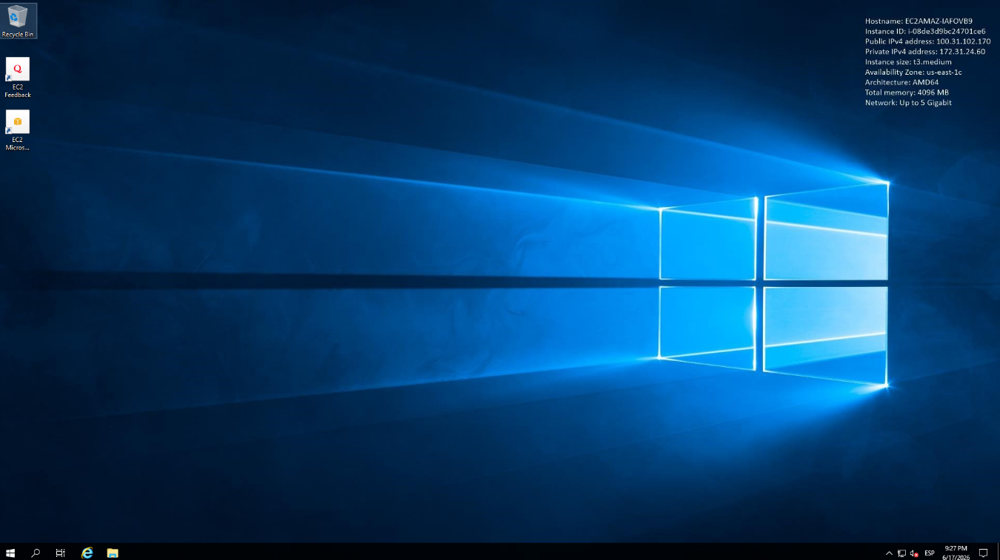 Recycle Bin
EC2
Feedback
EC2
Micros...
Hostname: EC2AMAZ-IAFOVB9
Instance ID: i-08de3d9bc24701ce6
Public IPv4 address: 100.31.102.170
Private IPv4 address: 172.31.24.60
Instance size: t3.medium
Availability Zone: us-east-1c
Architecture: AMD64
Total memory: 4096 MB
Network: Up to 5 Gigabit
ESP
9:27 PM
6/17/2026